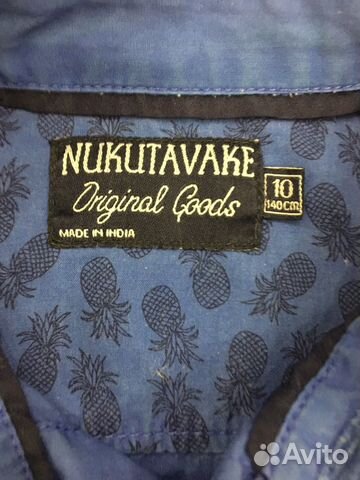 NUKUTAVAKE
Original Goods
MADE IN INDIA
10
140CM
Avito